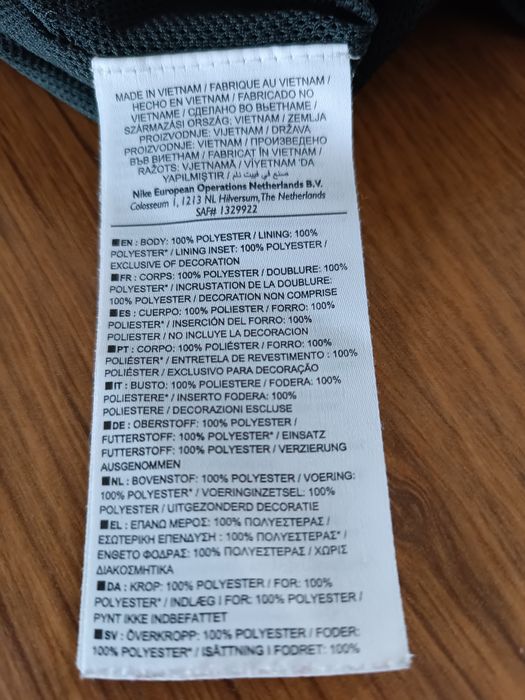 MADE IN VIETNAM / FABRIQUE AU VIETNAM /
HECHO EN VIETNAM / FABRICADO NO
VIETNAME / СДЕЛАНО ВО ВЬЕТНАМЕ /
SZÁRMAZÁSI ORSZÁG: VIETNAM / ZEMLJA
PROIZVODNJE: VIJETNAM / DRŽAVA
PROIZVODNJE: VIETNAM / ПРОИЗВЕДЕНО
ВЪВ ВИЕТНАМ / FABRICAT ÎN VIETNAM /
RAŽOTS: VJETNAMĀ / VİYETNAM 'DA
YAPILMIŞTIR / صنع في فييت نام
Nike European Operations Netherlands B.V.
Colosseum 1, 1213 NL Hilversum, The Netherlands
SAF# 1329922
■EN : BODY: 100% POLYESTER / LINING: 100%
POLYESTER* / LINING INSET: 100% POLYESTER /
EXCLUSIVE OF DECORATION
■FR : CORPS: 100% POLYESTER / DOUBLURE: 100%
POLYESTER* / INCRUSTATION DE LA DOUBLURE:
100% POLYESTER / DECORATION NON COMPRISE
■ES : CUERPO: 100% POLIESTER / FORRO: 100%
POLIESTER* / INSERCIÓN DEL FORRO: 100%
POLIESTER / NO INCLUYE LA DECORACION
■PT : CORPO: 100% POLIÉSTER / FORRO: 100%
POLIÉSTER* / ENTRETELA DE REVESTIMENTO : 100%
POLIÉSTER / EXCLUSIVO PARA DECORAÇÃO
■IT : BUSTO: 100% POLIESTERE / FODERA: 100%
POLIESTERE* / INSERTO FODERA: 100%
POLIESTERE / DECORAZIONI ESCLUSE
■DE : OBERSTOFF: 100% POLYESTER /
FUTTERSTOFF: 100% POLYESTER* / EINSATZ
FUTTERSTOFF: 100% POLYESTER / VERZIERUNG
AUSGENOMMEN
■NL : BOVENSTOF: 100% POLYESTER / VOERING:
100% POLYESTER* / VOERINGINZETSEL: 100%
POLYESTER / UITGEZONDERD DECORATIE
■EL : ΕΠΑΝΩ ΜΕΡΟΣ: 100% ΠΟΛΥΕΣΤΕΡΑΣ /
ΕΣΩΤΕΡΙΚΗ ΕΠΕΝΔΥΣΗ : 100% ΠΟΛΥΕΣΤΕΡΑΣ* /
ΕΝΘΕΤΟ ΦΟΔΡΑΣ: 100% ΠΟΛΥΕΣΤΕΡΑΣ / ΧΩΡΙΣ
ΔΙΑΚΟΣΜΗΤΙΚΑ
■DA : KROP: 100% POLYESTER / FOR: 100%
POLYESTER* / INDLÆG I FOR: 100% POLYESTER /
PYNT IKKE INDBEFATTET
■SV : ÖVERKROPP: 100% POLYESTER / FODER:
100% POLYESTER* / ISÄTTNING I FODRET: 100%